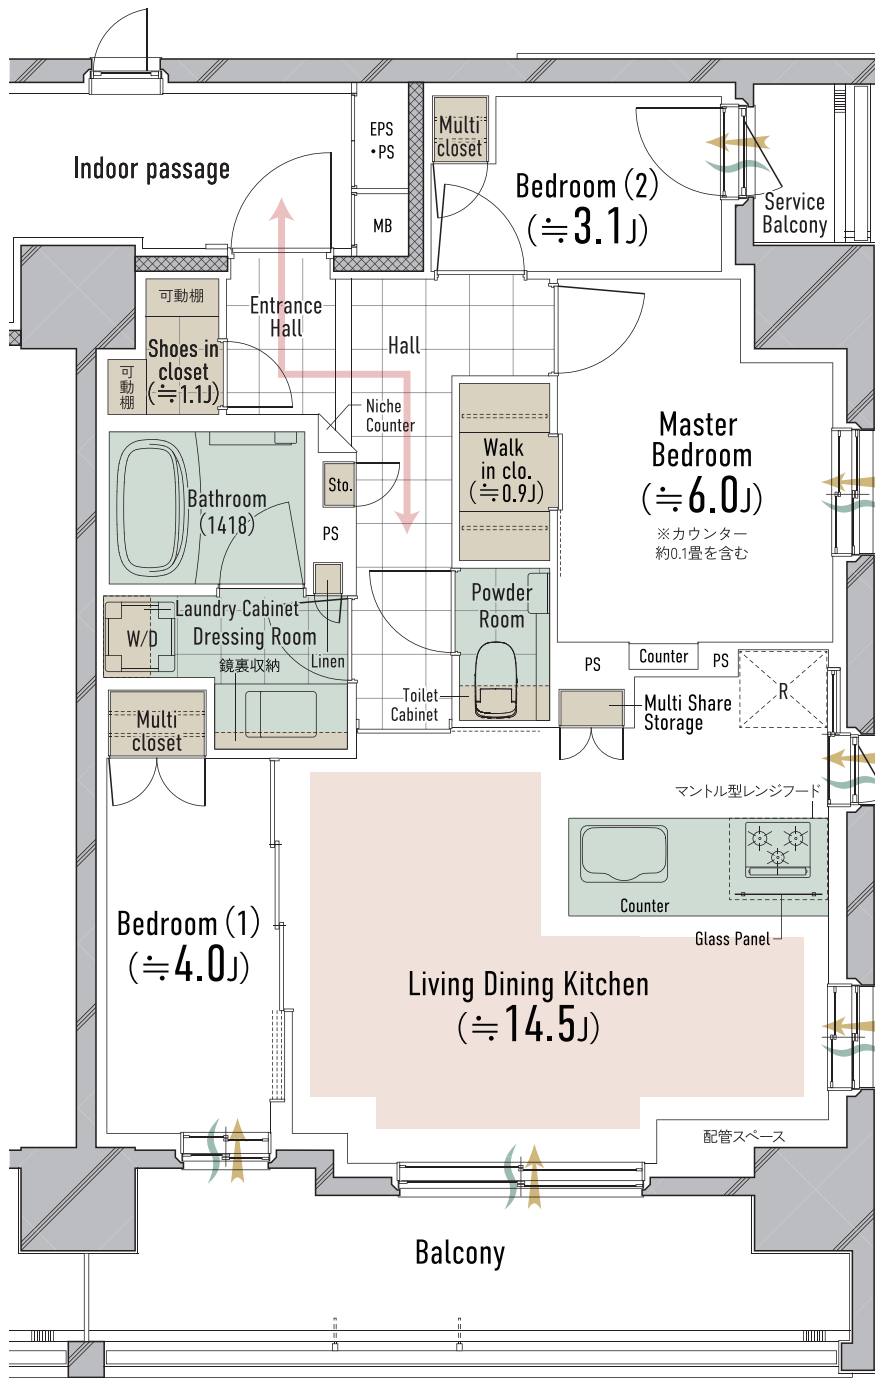 Indoor passage
EPS
・PS
MB
Multi
closet
Bedroom（2）
（≒3.1J）
Service
Balcony
可動棚
Shoes in
closet
（≒1.1J）
可動棚
Entrance
Hall
Hall
Niche
Counter
Walk
in clo.
（≒0.9J）
Master
Bedroom
（≒6.0J）
※カウンター
約0.1畳を含む
Bathroom
（1418）
Sto.
PS
Laundry Cabinet
W/D
Dressing Room
鏡裏収納
Linen
Powder
Room
Toilet
Cabinet
PS
Counter
PS
R
Multi Share
Storage
Multi
closet
マントル型レンジフード
Counter
Glass Panel
Bedroom（1）
（≒4.0J）
Living Dining Kitchen
（≒14.5J）
配管スペース
Balcony